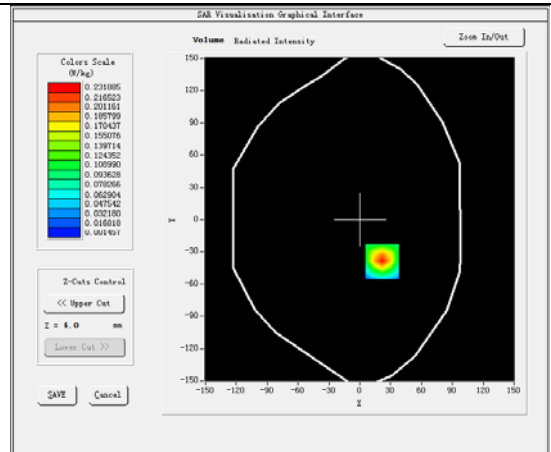 SAR Visualisation Graphical Interface
Volume Radiated Intensity
Zoom In/Out
Colors Scale
(W/kg)
0.231885
0.216523
0.201161
0.185799
0.170437
0.155076
0.139714
0.124352
0.108990
0.093628
0.078266
0.062904
0.047542
0.032180
0.016818
0.001457
Z-Cuts Control
<< Upper Cut
Z = 4.0 mm
Lower Cut >>
SAVE
Cancel
150
120
90
60
30
0
-30
-60
-90
-120
-150
Y
-150 -120 -90 -60 -30 0 30 60 90 120 150
X